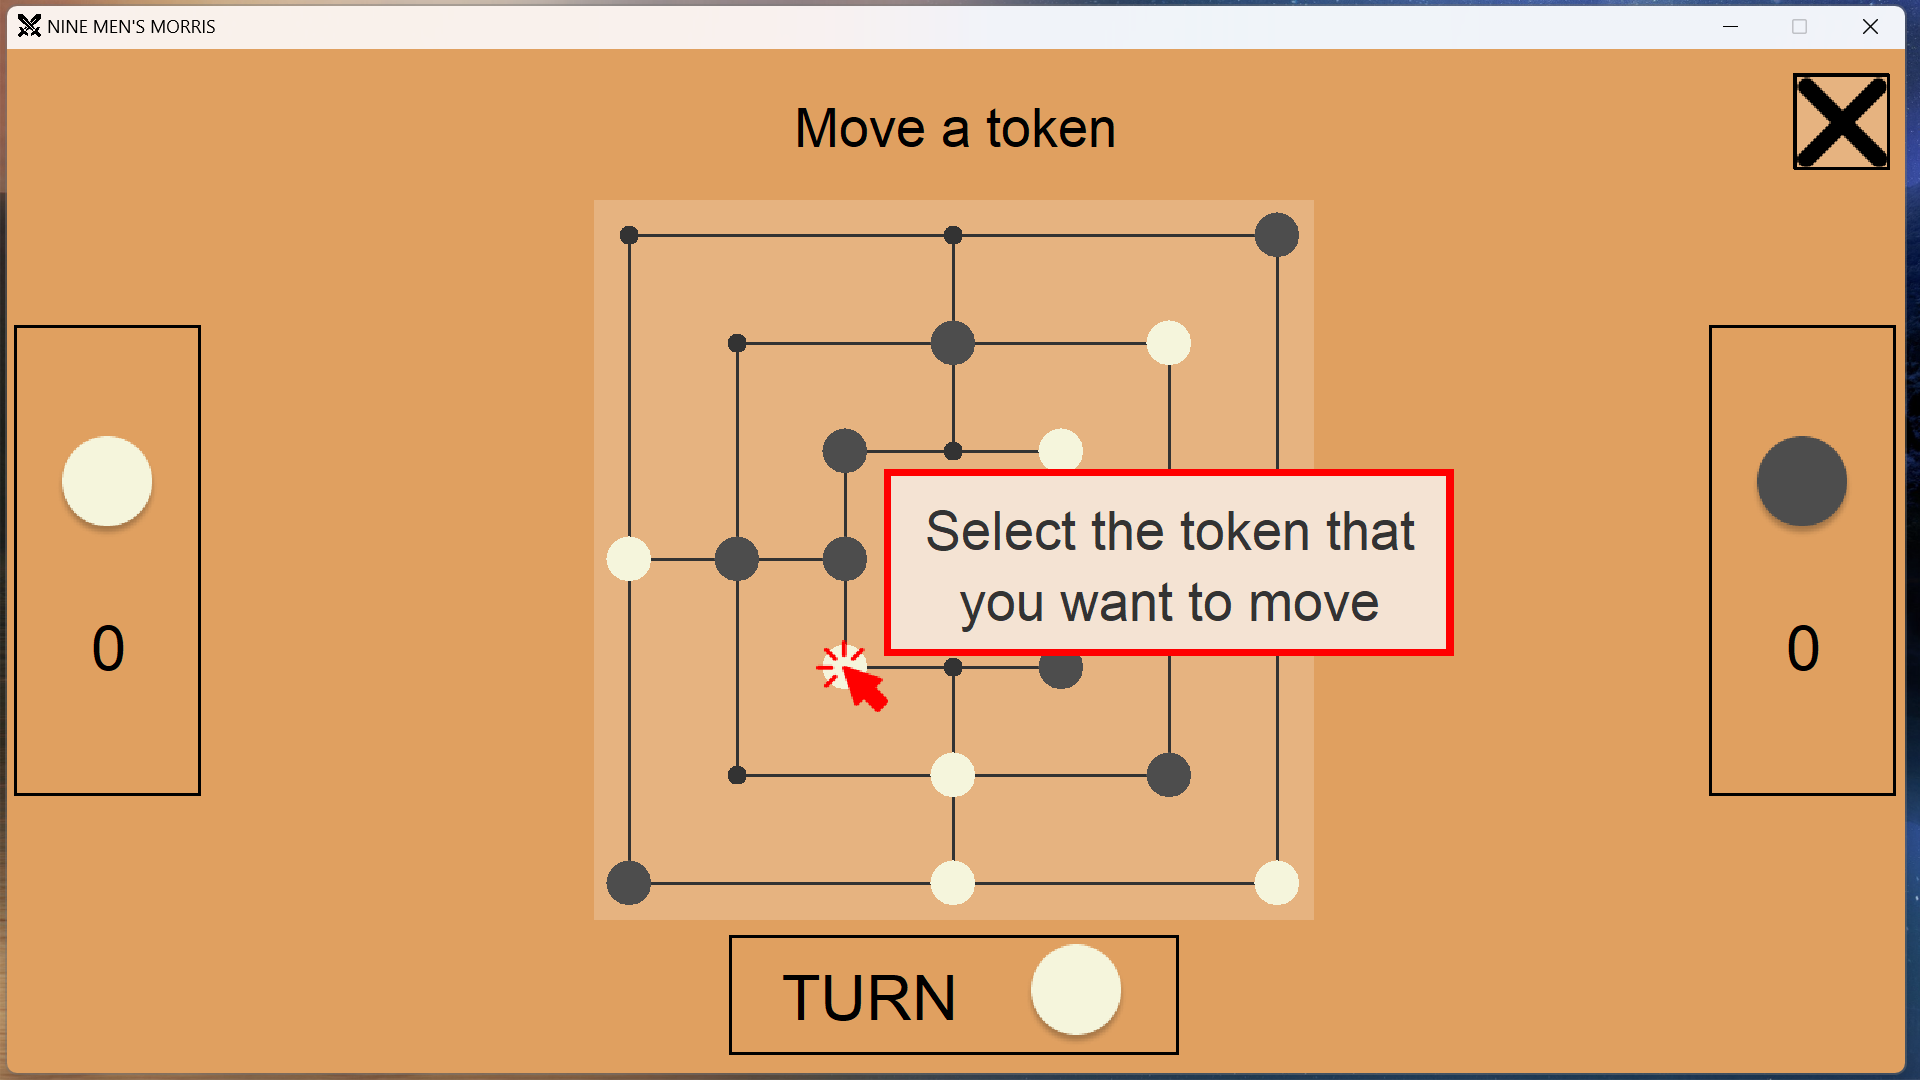 NINE MEN'S MORRIS
Move a token
Select the token that
you want to move
0
0
TURN